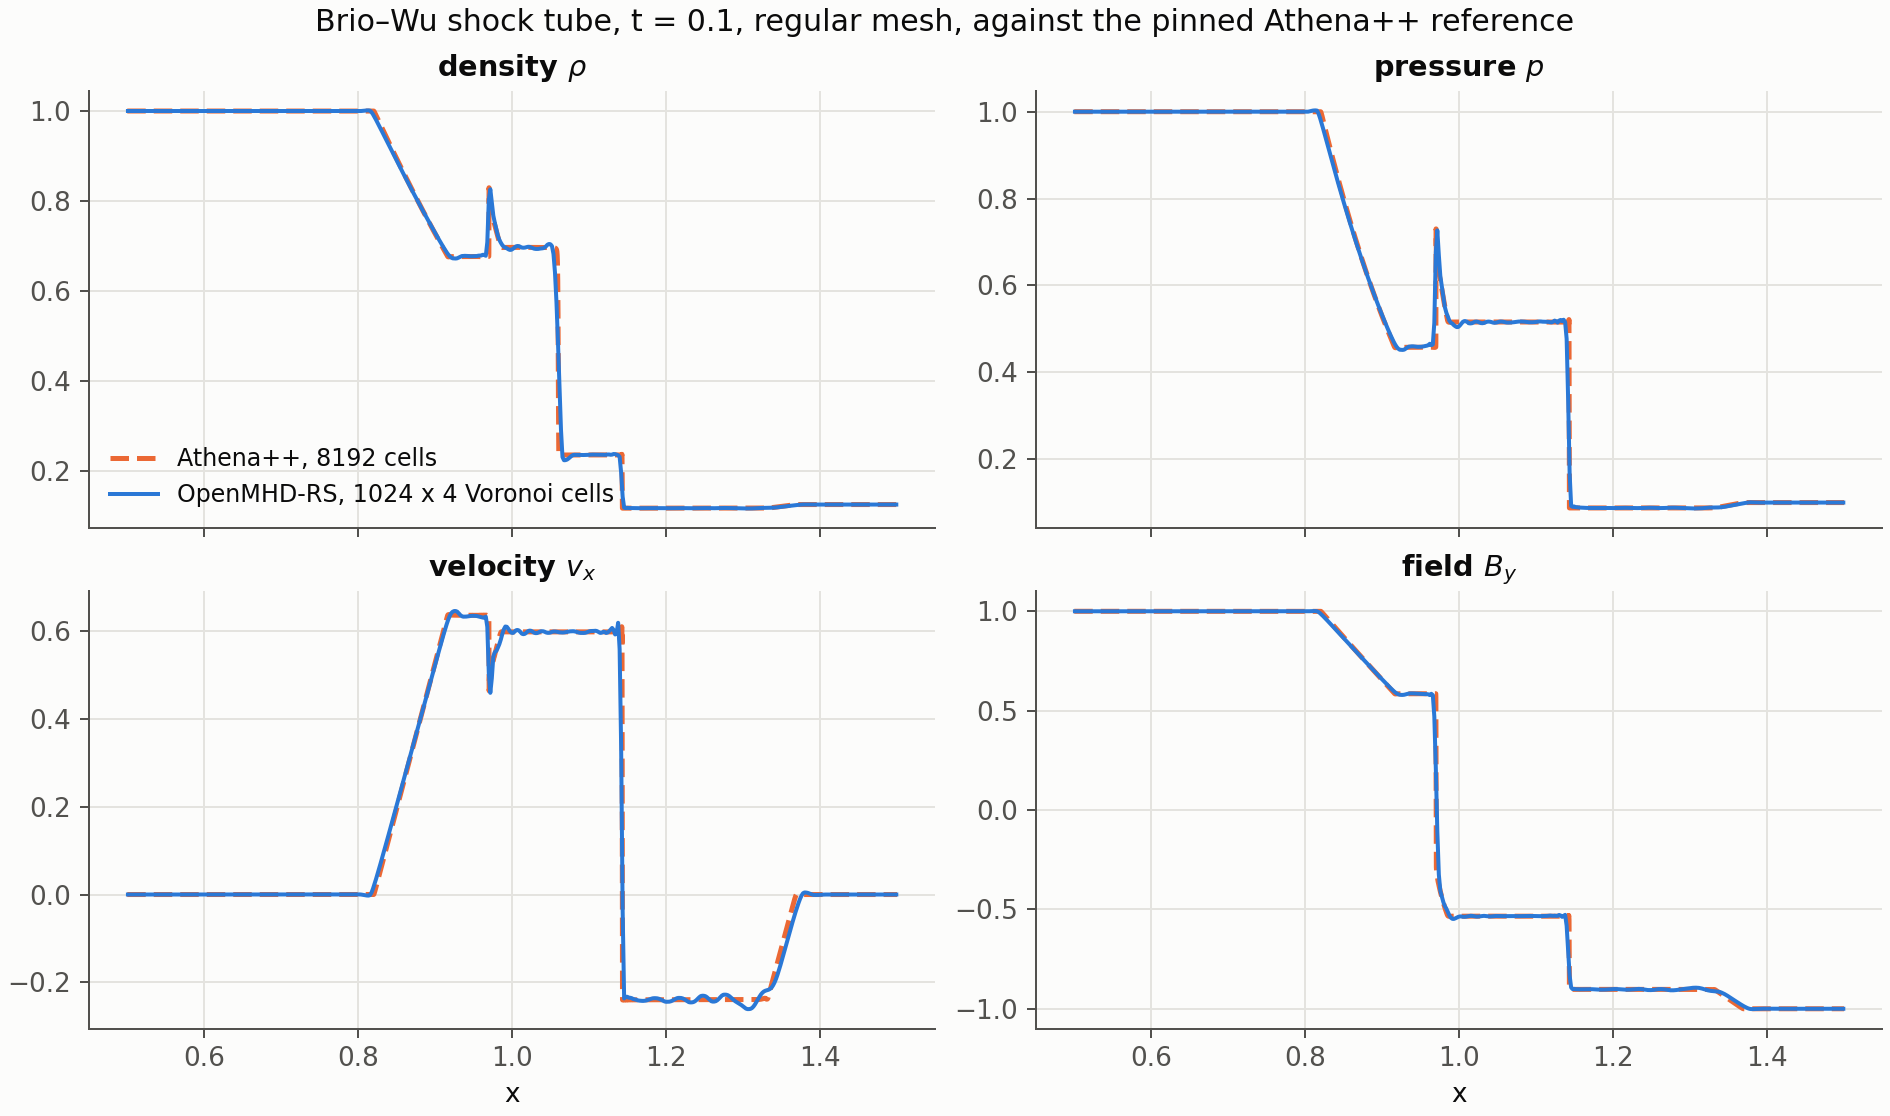 Brio–Wu shock tube, t = 0.1, regular mesh, against the pinned Athena++ reference
density ρ
1.0
0.8
0.6
0.4
0.2
Athena++, 8192 cells
OpenMHD-RS, 1024 x 4 Voronoi cells
pressure p
1.0
0.8
0.6
0.4
0.2
velocity vₓ
0.6
0.4
0.2
0.0
−0.2
0.6 0.8 1.0 1.2 1.4
x
field B_y
1.0
0.5
0.0
−0.5
−1.0
0.6 0.8 1.0 1.2 1.4
x